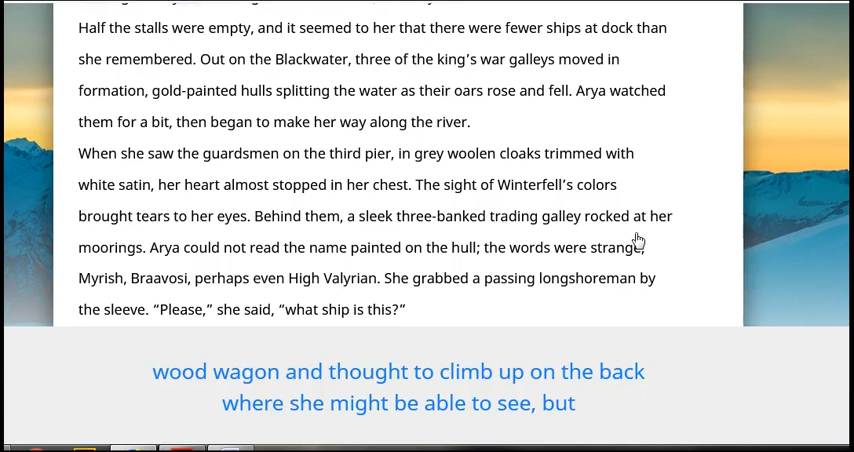 Half the stalls were empty, and it seemed to her that there were fewer ships at dock than
she remembered. Out on the Blackwater, three of the king’s war galleys moved in
formation, gold-painted hulls splitting the water as their oars rose and fell. Arya watched
them for a bit, then began to make her way along the river.
When she saw the guardsmen on the third pier, in grey woolen cloaks trimmed with
white satin, her heart almost stopped in her chest. The sight of Winterfell’s colors
brought tears to her eyes. Behind them, a sleek three-banked trading galley rocked at her
moorings. Arya could not read the name painted on the hull; the words were strange,
Myrish, Braavosi, perhaps even High Valyrian. She grabbed a passing longshoreman by
the sleeve. “Please,” she said, “what ship is this?”
wood wagon and thought to climb up on the back
where she might be able to see, but